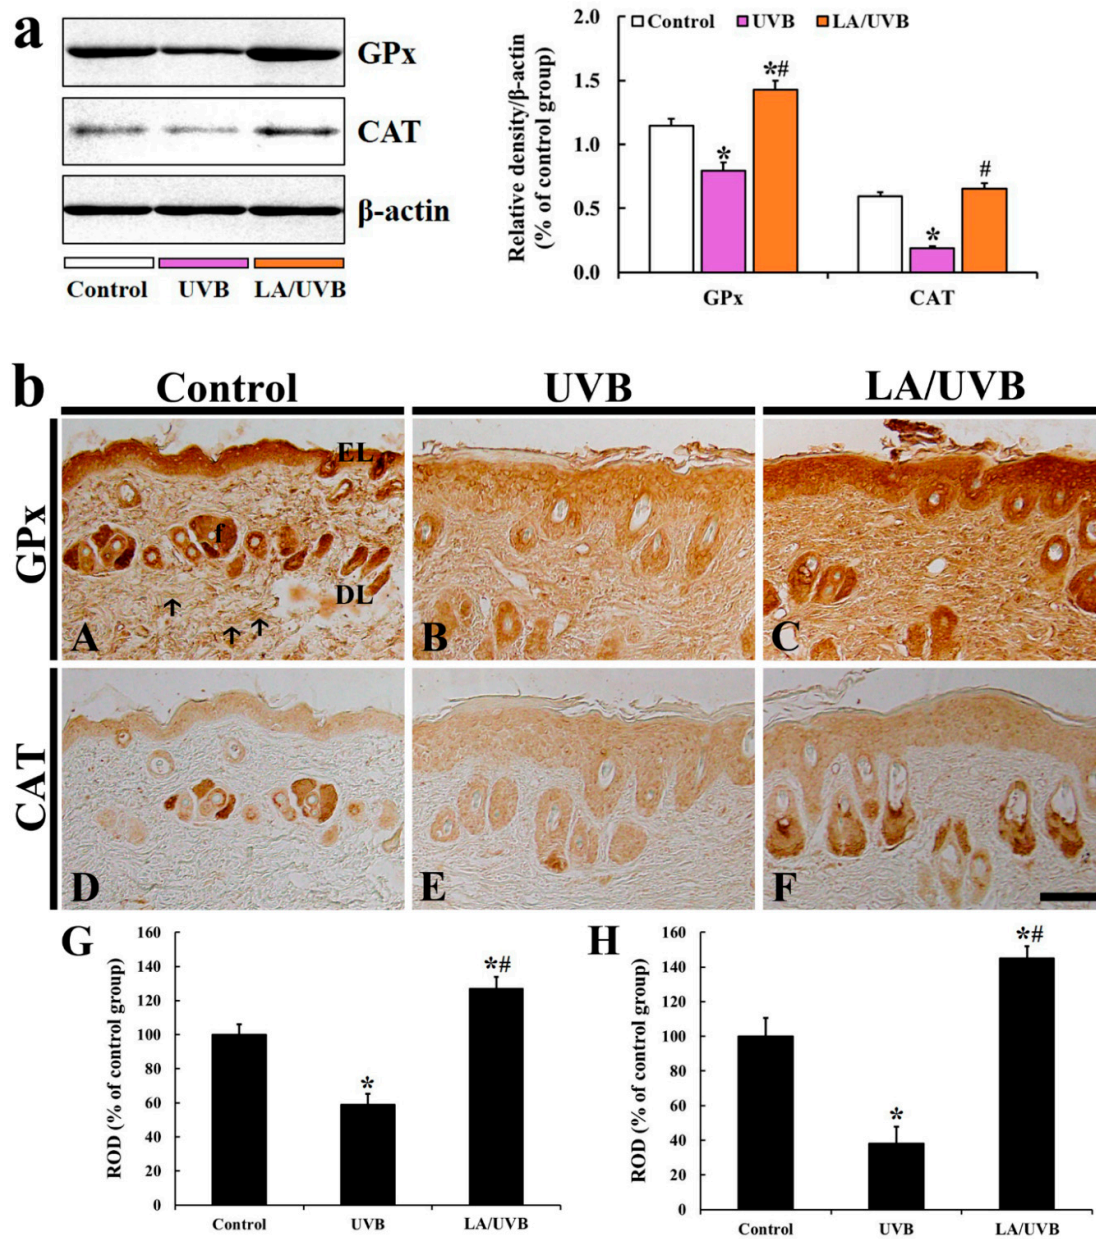 a
GPx
CAT
β-actin
Control UVB LA/UVB
Relative density/β-actin
(% of control group)
2.0
1.5
1.0
0.5
0.0
Control UVB LA/UVB
*
*#
*
#
GPx CAT
b
Control UVB LA/UVB
GPx
EL
f
DL
A
B
C
CAT
D
E
F
G
ROD (% of control group)
160
140
120
100
80
60
40
20
0
*
*#
Control UVB LA/UVB
H
ROD (% of control group)
160
140
120
100
80
60
40
20
0
*
*#
Control UVB LA/UVB